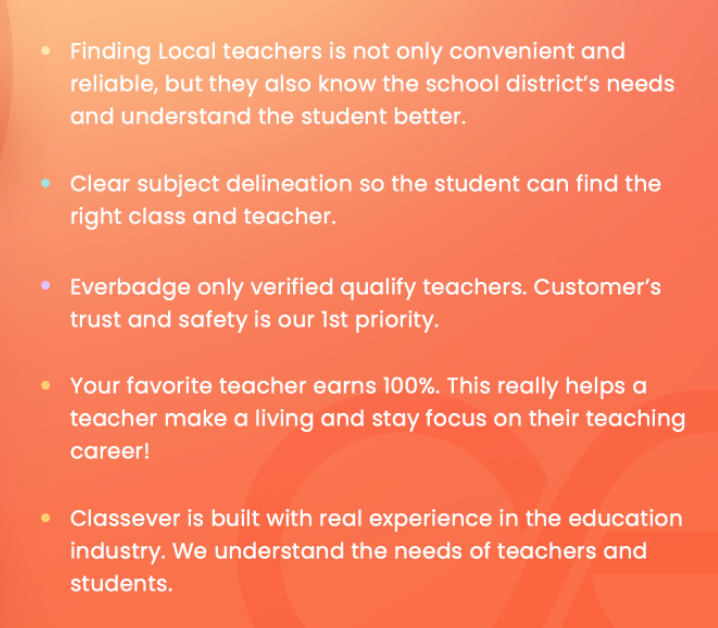 Finding Local teachers is not only convenient and
reliable, but they also know the school district's needs
and understand the student better.
Clear subject delineation so the student can find the
right class and teacher.
Everbadge only verified qualify teachers. Customer's
trust and safety is our 1st priority.
Your favorite teacher earns 100%. This really helps a
teacher make a living and stay focus on their teaching
career!
Classever is built with real experience in the education
industry. We understand the needs of teachers and
students.